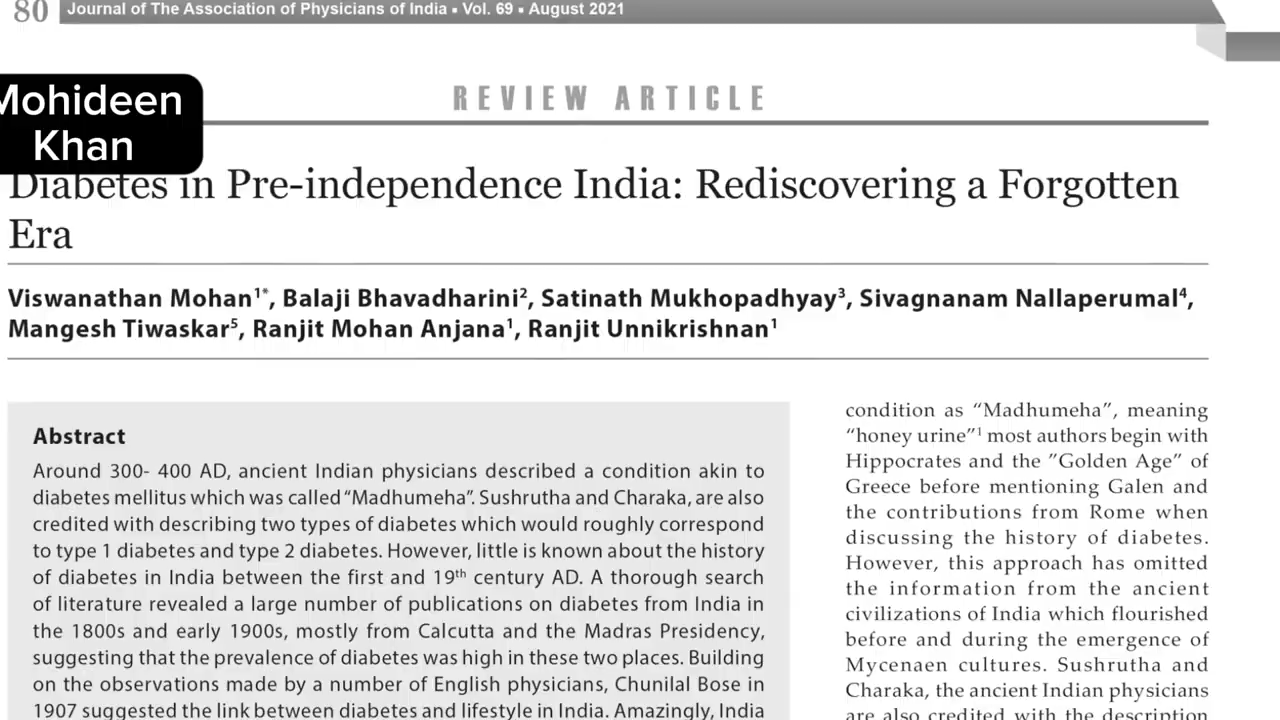 80 Journal of The Association of Physicians of India ▪ Vol. 69 ▪ August 2021
Mohideen
Khan
REVIEW ARTICLE
Diabetes in Pre-independence India: Rediscovering a Forgotten
Era
Viswanathan Mohan1*, Balaji Bhavadharini2, Satinath Mukhopadhyay3, Sivagnanam Nallaperumal4,
Mangesh Tiwaskar5, Ranjit Mohan Anjana1, Ranjit Unnikrishnan1
Abstract
Around 300- 400 AD, ancient Indian physicians described a condition akin to
diabetes mellitus which was called “Madhumeha”. Sushrutha and Charaka, are also
credited with describing two types of diabetes which would roughly correspond
to type 1 diabetes and type 2 diabetes. However, little is known about the history
of diabetes in India between the first and 19th century AD. A thorough search
of literature revealed a large number of publications on diabetes from India in
the 1800s and early 1900s, mostly from Calcutta and the Madras Presidency,
suggesting that the prevalence of diabetes was high in these two places. Building
on the observations made by a number of English physicians, Chunilal Bose in
1907 suggested the link between diabetes and lifestyle in India. Amazingly, India
condition as “Madhumeha”, meaning
“honey urine”1 most authors begin with
Hippocrates and the ”Golden Age” of
Greece before mentioning Galen and
the contributions from Rome when
discussing the history of diabetes.
However, this approach has omitted
the information from the ancient
civilizations of India which flourished
before and during the emergence of
Mycenaen cultures. Sushrutha and
Charaka, the ancient Indian physicians
are also credited with the description